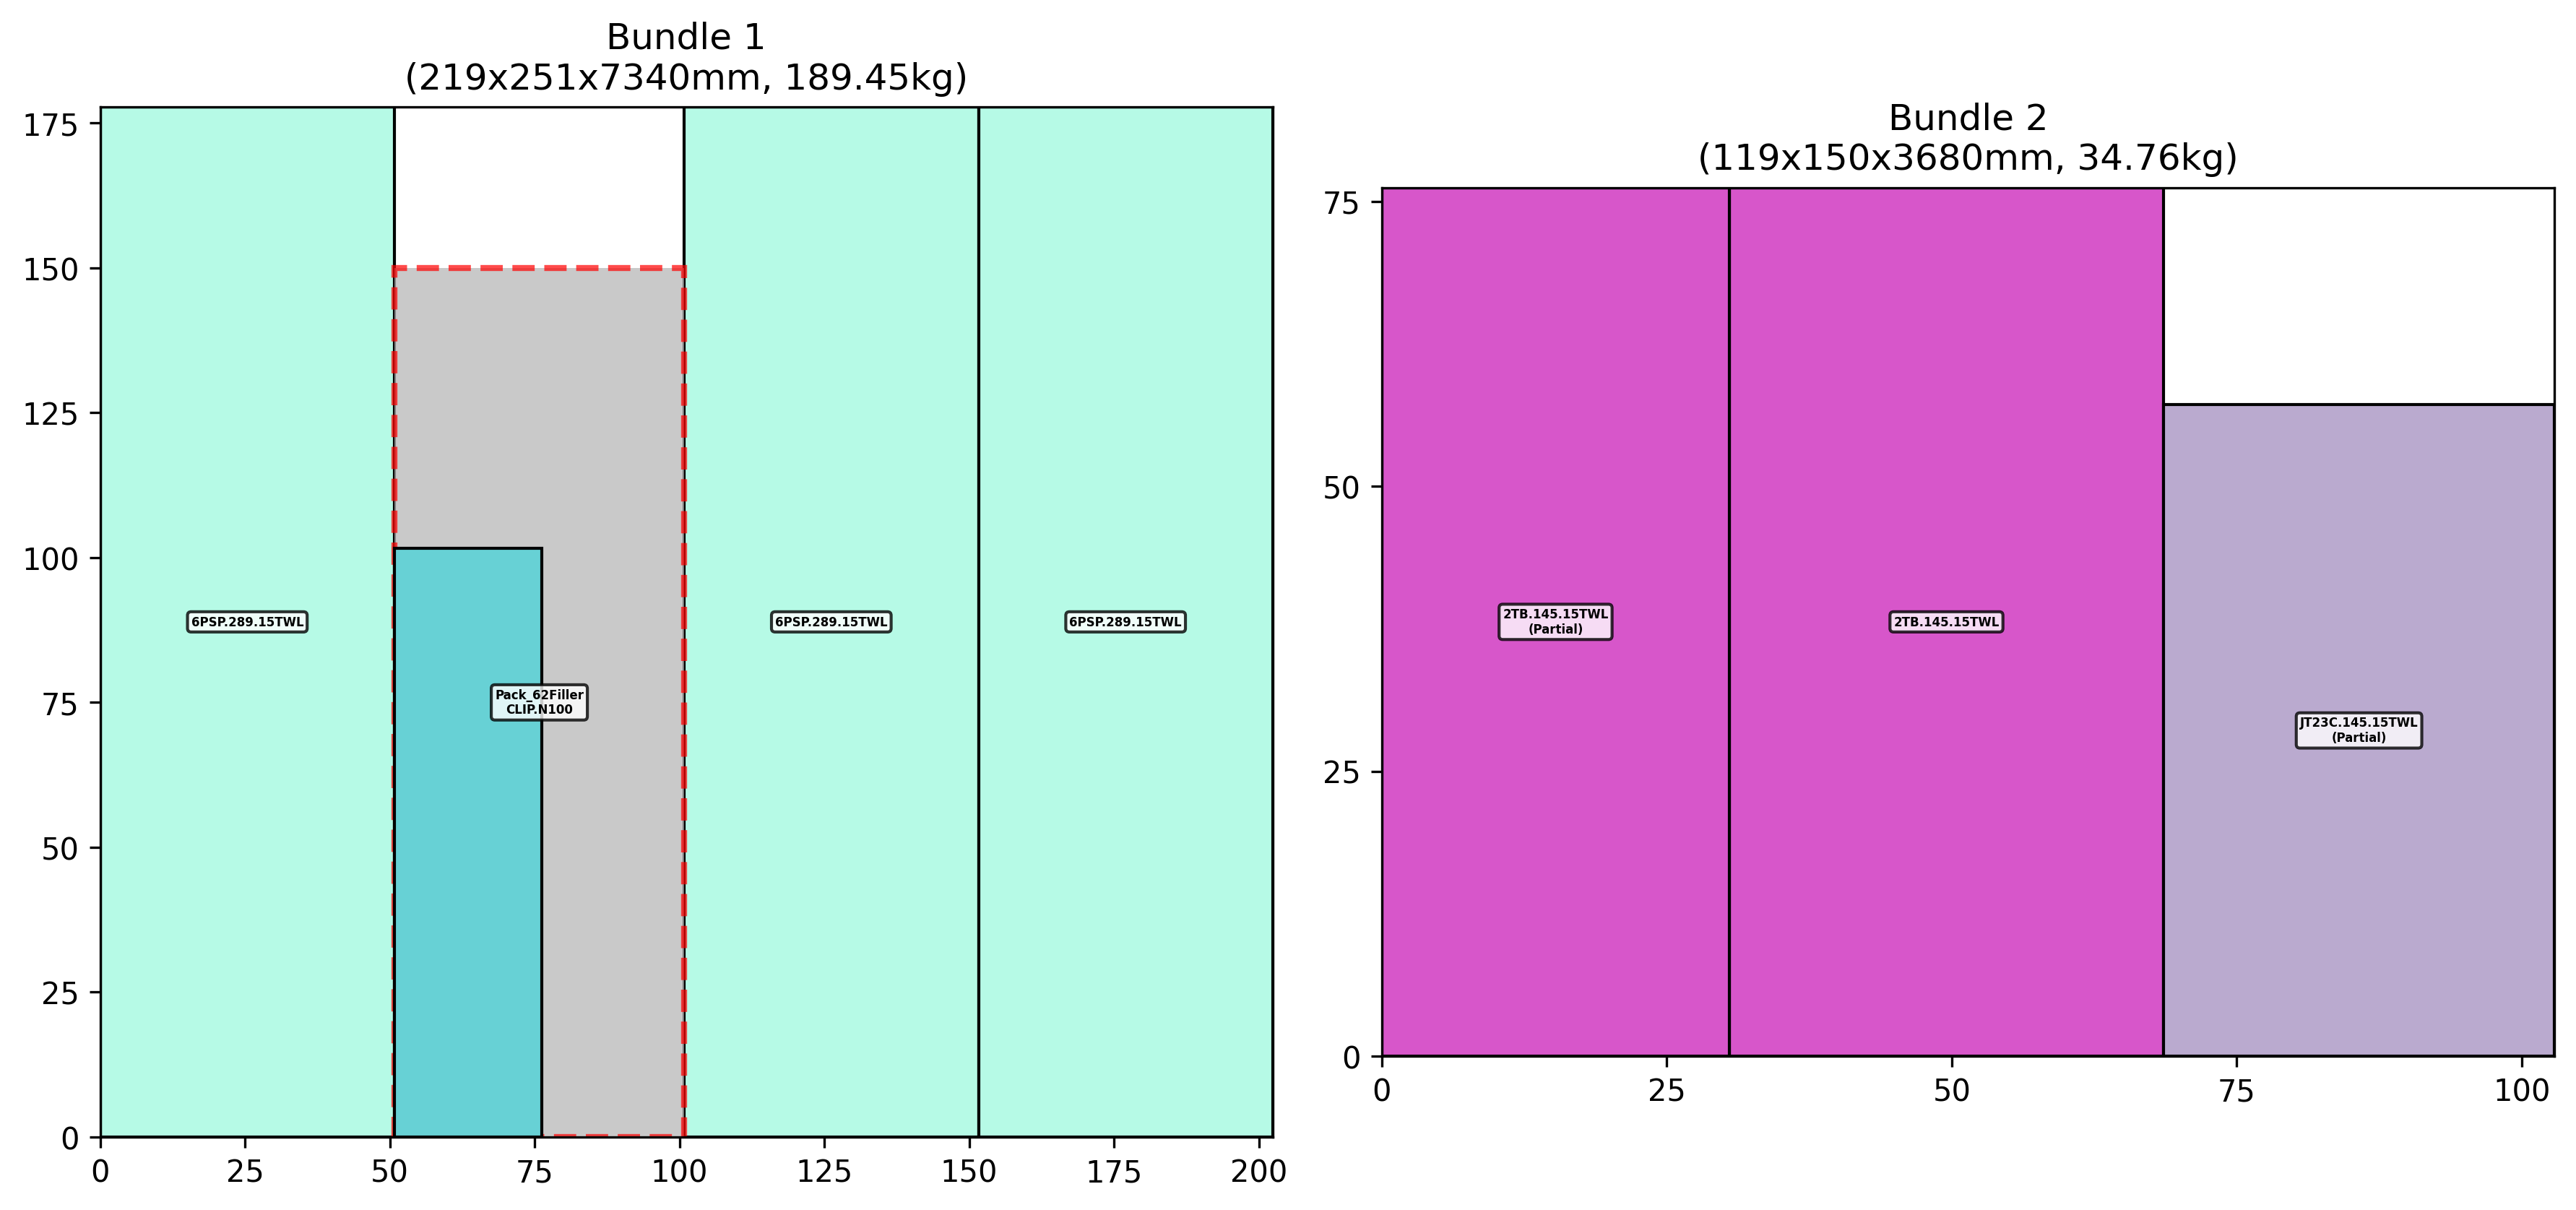 Bundle 1
(219x251x7340mm, 189.45kg)
175
150
125
100
75
50
25
0
0 25 50 75 100 125 150 175 200
6PSP.289.15TWL
Pack_62Filler
CLIP.N100
6PSP.289.15TWL
6PSP.289.15TWL
Bundle 2
(119x150x3680mm, 34.76kg)
75
50
25
0
0 25 50 75 100
2TB.145.15TWL
(Partial)
2TB.145.15TWL
JT23C.145.15TWL
(Partial)